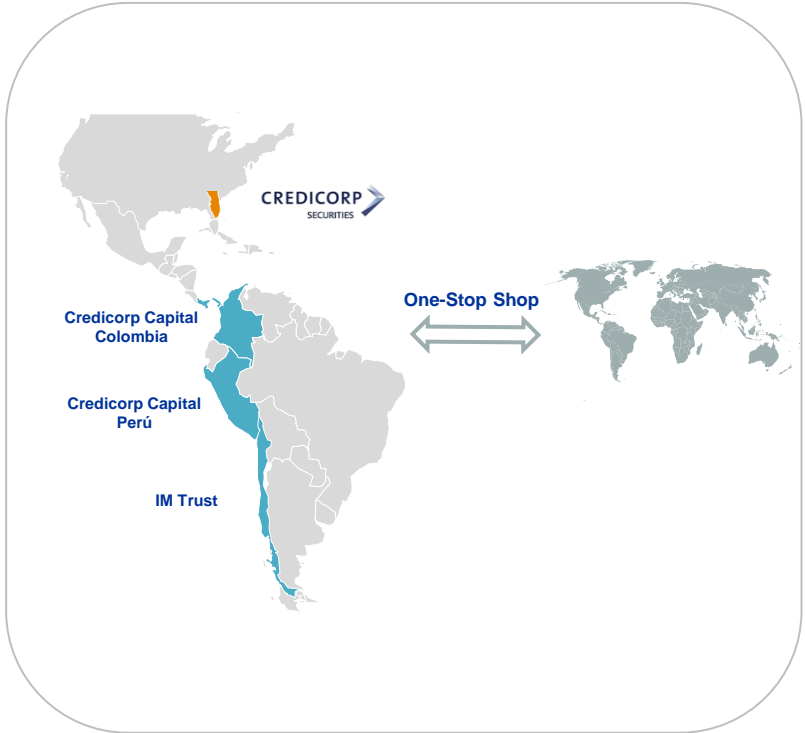 CREDICORP
SECURITIES
One-Stop Shop
Credicorp Capital
Colombia
Credicorp Capital
Perú
IM Trust